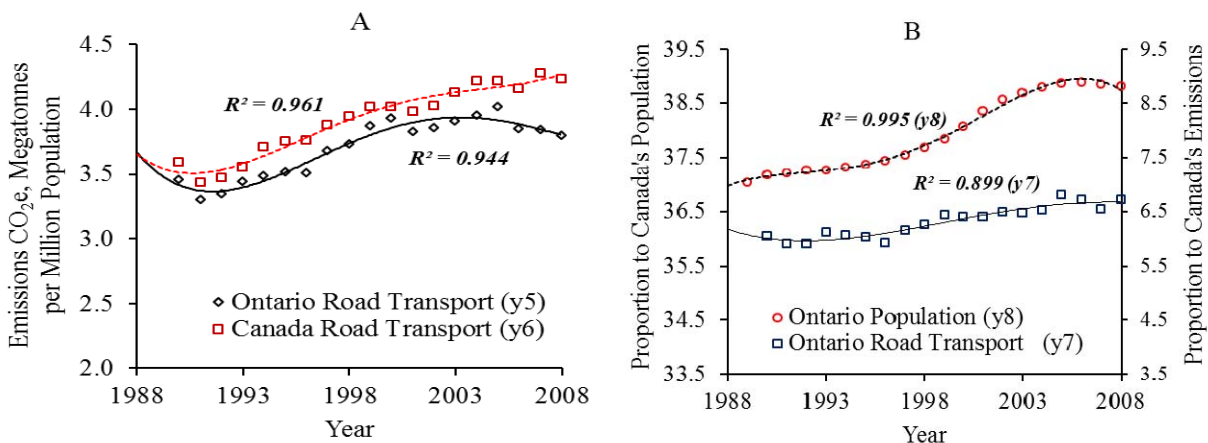 A
Emissions CO₂e, Megatonnes
per Million Population
4.5
4.0
3.5
3.0
2.5
2.0
R² = 0.961
R² = 0.944
Ontario Road Transport (y5)
Canada Road Transport (y6)
1988
1993
1998
2003
2008
Year
B
Proportion to Canada's Population
39.5
38.5
37.5
36.5
35.5
34.5
33.5
R² = 0.995 (y8)
R² = 0.899 (y7)
Ontario Population (y8)
Ontario Road Transport (y7)
1988
1993
1998
2003
2008
Year
9.5
8.5
7.5
6.5
5.5
4.5
3.5
Proportion to Canada's Emissions